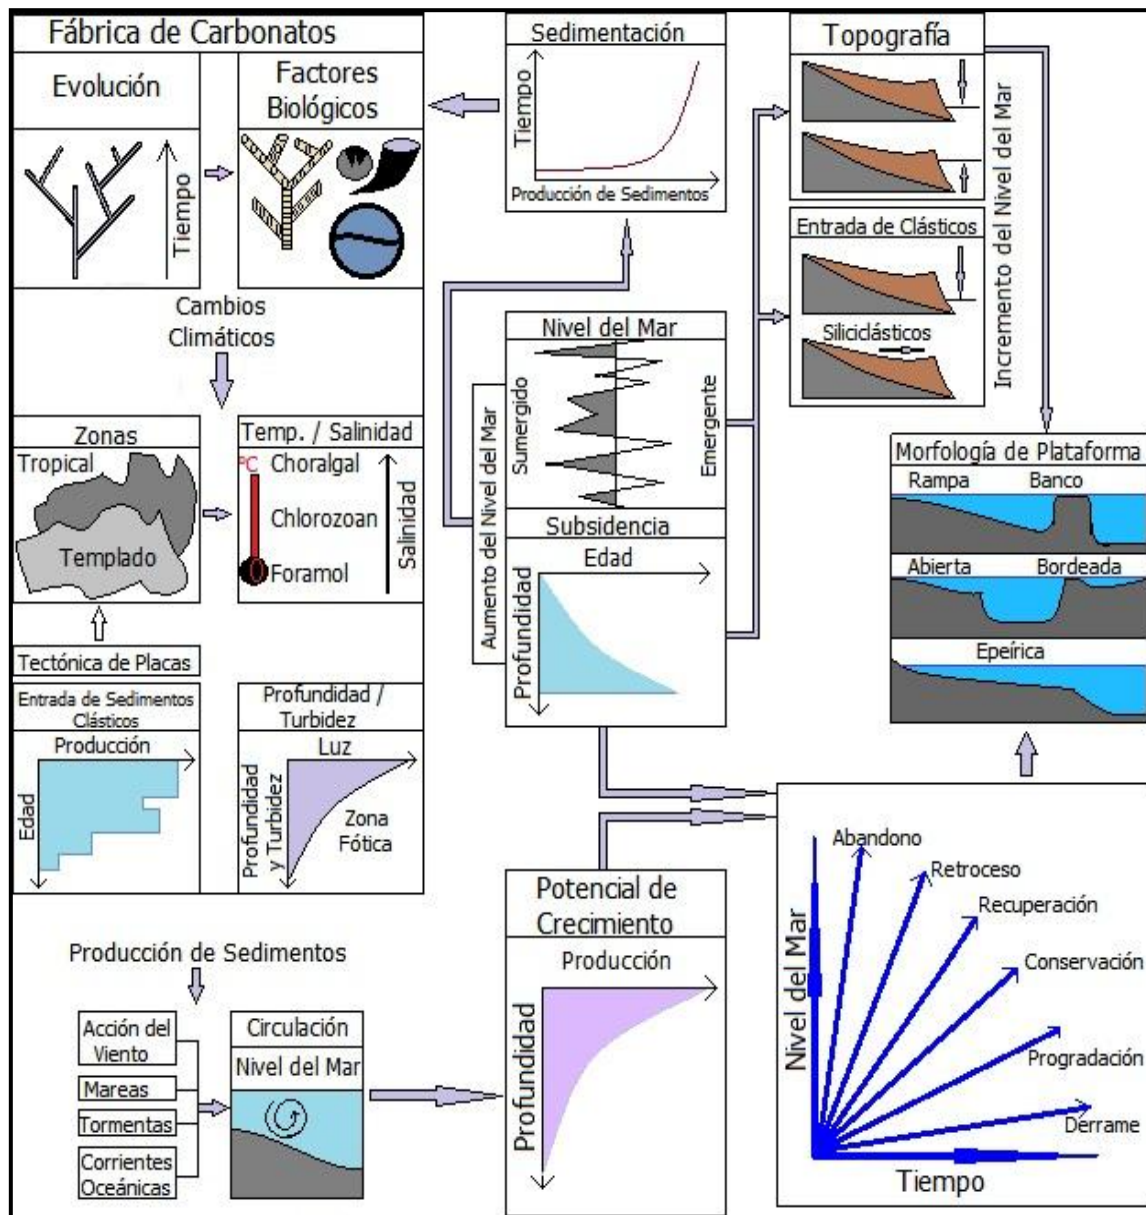 Fábrica de Carbonatos
Evolución
Tiempo
Factores
Biológicos
Cambios
Climáticos
Zonas
Tropical
Templado
Temp. / Salinidad
ºC
Choralgal
Chlorozoan
Foramol
0
Salinidad
Tectónica de Placas
Entrada de Sedimentos
Clásticos
Producción
Edad
Profundidad /
Turbidez
Luz
Profundidad
y Turbidez
Zona
Fótica
Producción de Sedimentos
Acción del
Viento
Mareas
Tormentas
Corrientes
Oceánicas
Circulación
Nivel del Mar
Sedimentación
Tiempo
Producción de Sedimentos
Nivel del Mar
Sumergido
Emergente
Aumento del Nivel del Mar
Subsidencia
Edad
Profundidad
Potencial de
Crecimiento
Producción
Profundidad
Topografía
Entrada de Clásticos
Siliciclásticos
Incremento del Nivel del Mar
Morfología de Plataforma
Rampa Banco
Abierta Bordeada
Epeírica
Nivel del Mar
Abandono
Retroceso
Recuperación
Conservación
Progradación
Derrame
Tiempo